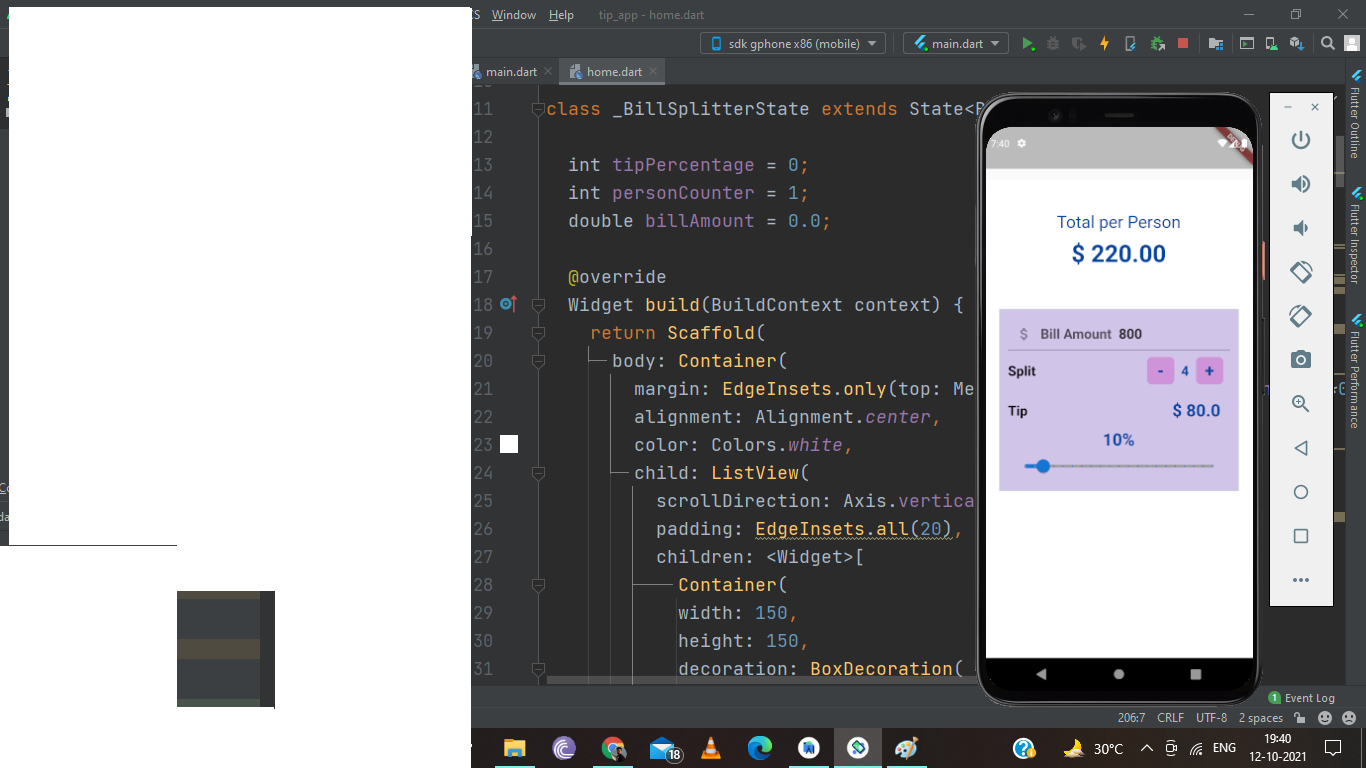 CS Window Help tip_app - home.dart
sdk gphone x86 (mobile) main.dart
main.dart home.dart
11 class _BillSplitterState extends State<
12
13 int tipPercentage = 0;
14 int personCounter = 1;
15 double billAmount = 0.0;
16
17 @override
18 Widget build(BuildContext context) {
19 return Scaffold(
20 body: Container(
21 margin: EdgeInsets.only(top: Me
22 alignment: Alignment.center,
23 color: Colors.white,
24 child: ListView(
25 scrollDirection: Axis.vertica
26 padding: EdgeInsets.all(20),
27 children: <Widget>[
28 Container(
29 width: 150,
30 height: 150,
31 decoration: BoxDecoration(
7:40
Total per Person
$ 220.00
$ Bill Amount 800
Split - 4 +
Tip $ 80.0
10%
Flutter Outline
Flutter Inspector
Flutter Performance
1 Event Log
206:7 CRLF UTF-8 2 spaces
18
30°C ENG
19:40
12-10-2021